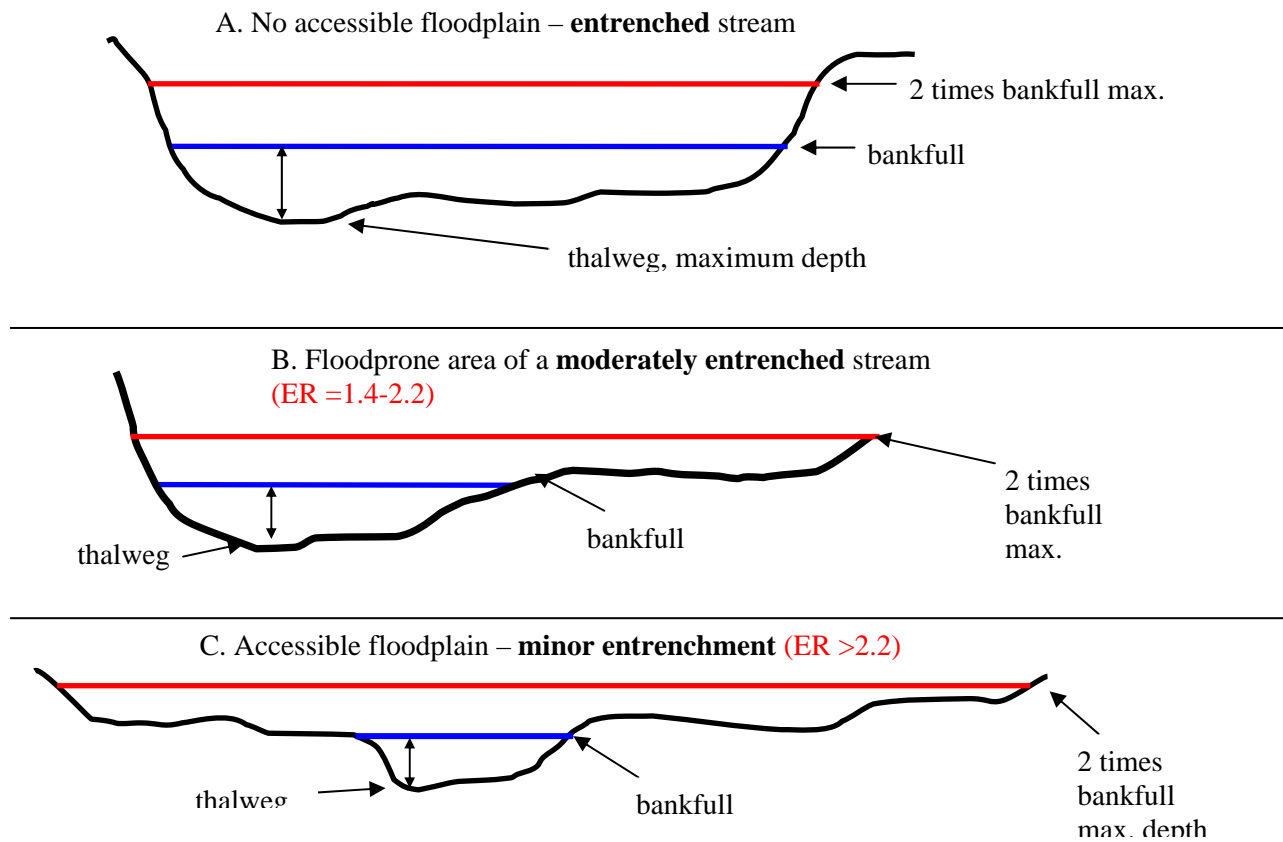 A. No accessible floodplain – entrenched stream
2 times bankfull max.
bankfull
thalweg, maximum depth
B. Floodprone area of a moderately entrenched stream
(ER =1.4-2.2)
2 times
bankfull
max.
bankfull
thalweg
C. Accessible floodplain – minor entrenchment (ER >2.2)
thalweg
bankfull
2 times
bankfull
max. depth